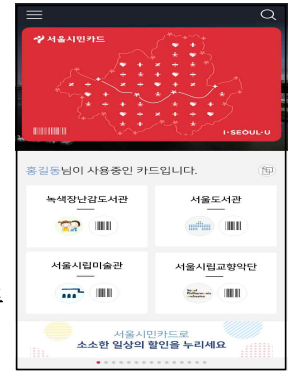 서울시민카드
I·SEOUL·U
홍길동님이 사용중인 카드입니다.
녹색장난감도서관
서울도서관
서울시립미술관
서울시립교향악단
서울시민카드로
소소한 일상의 할인을 누리세요